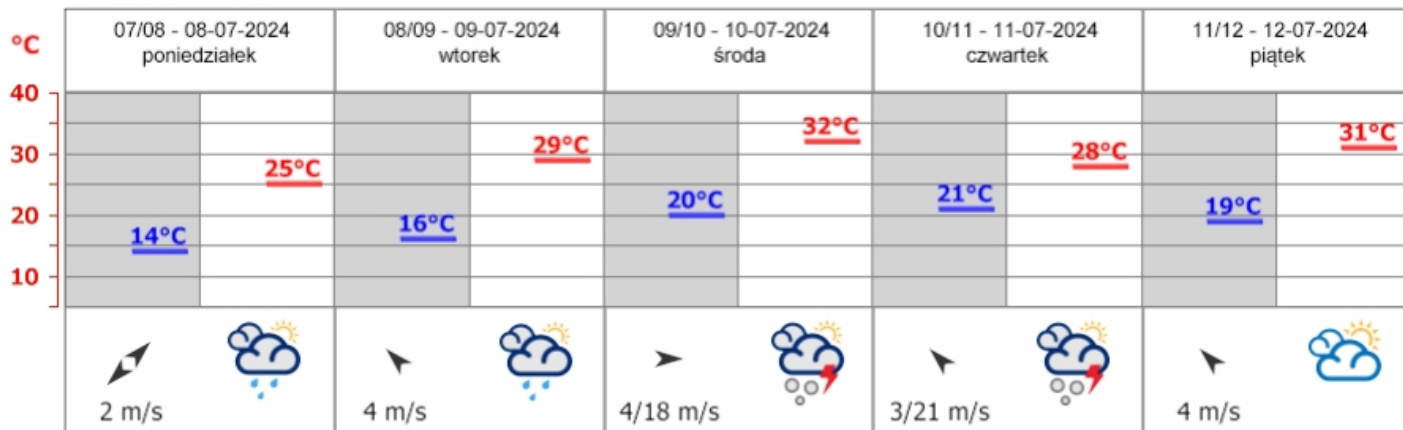 °C
07/08 - 08-07-2024
poniedziałek
08/09 - 09-07-2024
wtorek
09/10 - 10-07-2024
środa
10/11 - 11-07-2024
czwartek
11/12 - 12-07-2024
piątek
40
30
20
10
14°C
25°C
16°C
29°C
20°C
32°C
21°C
28°C
19°C
31°C
2 m/s
4 m/s
4/18 m/s
3/21 m/s
4 m/s